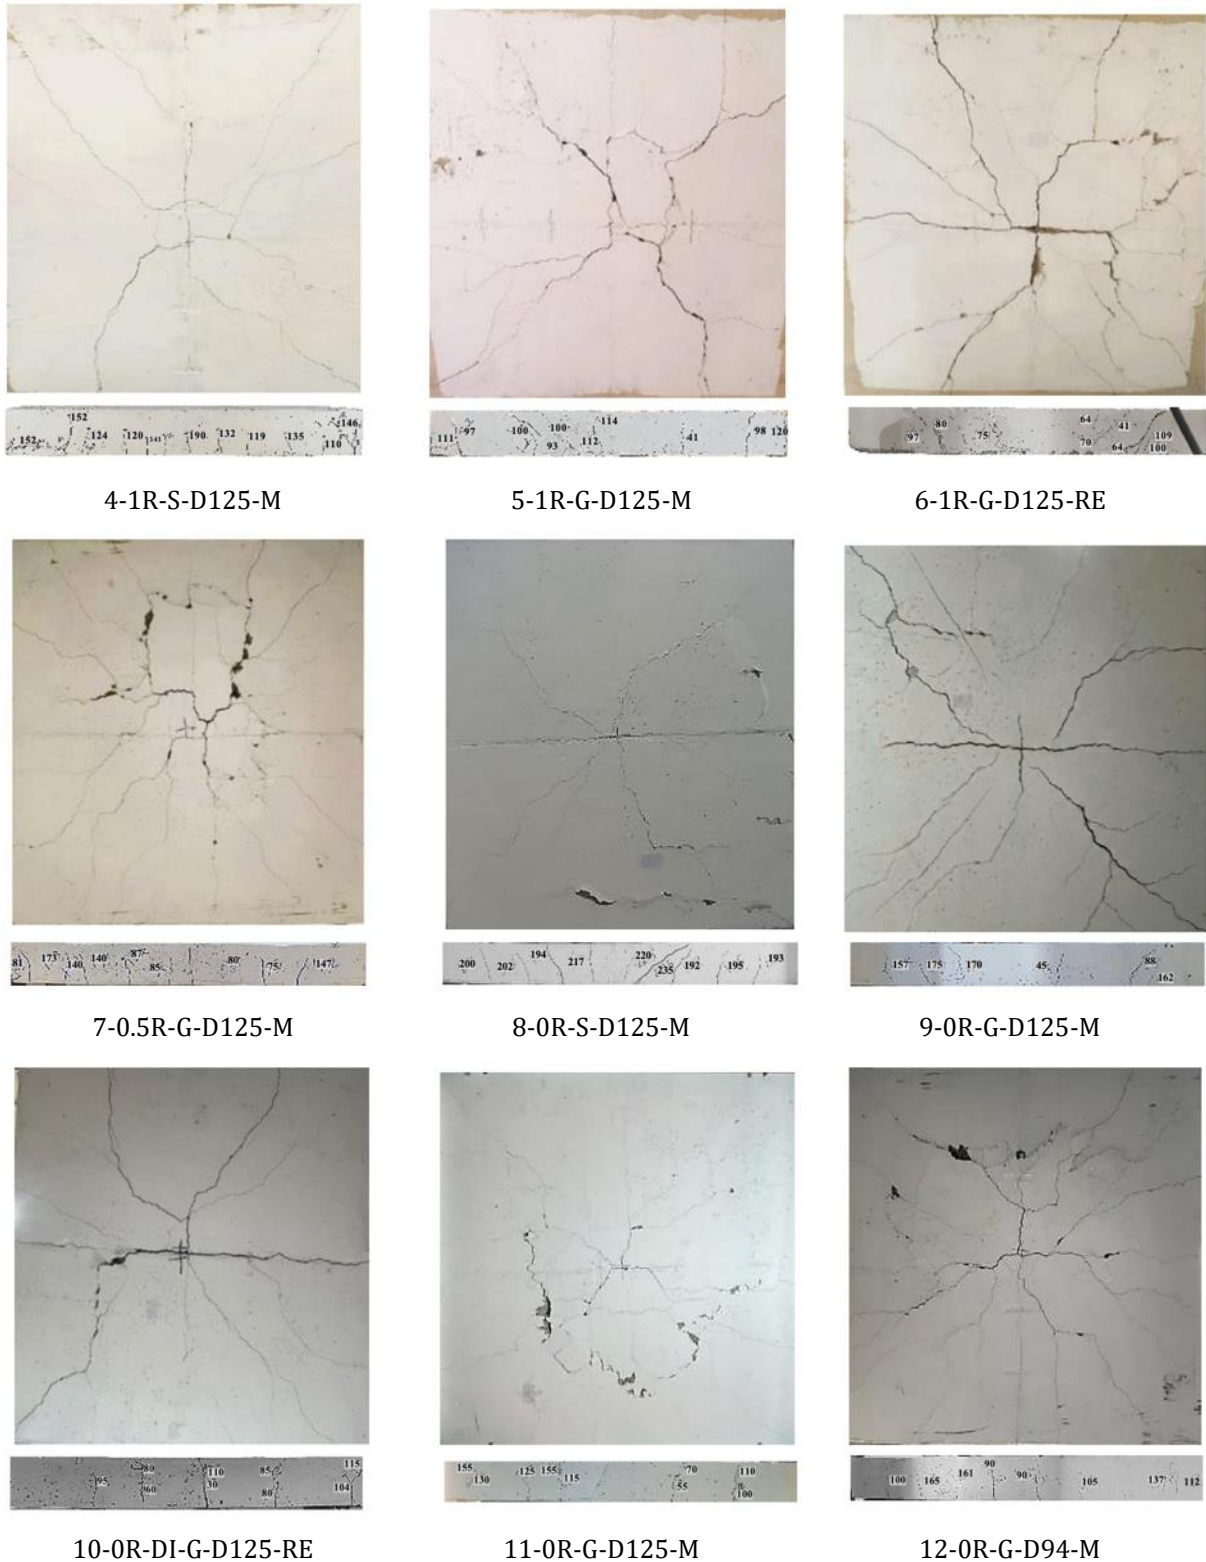 152 152 124 120 141 190 132 119 135 110 146
111 97 100 93 100 112 114 41 98 120
97 80 75 64 70 64 41 109 100
4-1R-S-D125-M
5-1R-G-D125-M
6-1R-G-D125-RE
81 173 140 140 87 85 80 75 147
200 202 194 217 220 235 192 195 193
157 175 170 45 88 162
7-0.5R-G-D125-M
8-0R-S-D125-M
9-0R-G-D125-M
95 80 60 110 30 85 80 115 104
155 130 125 155 115 70 55 110 100
100 165 161 90 90 105 137 112
10-0R-DI-G-D125-RE
11-0R-G-D125-M
12-0R-G-D94-M